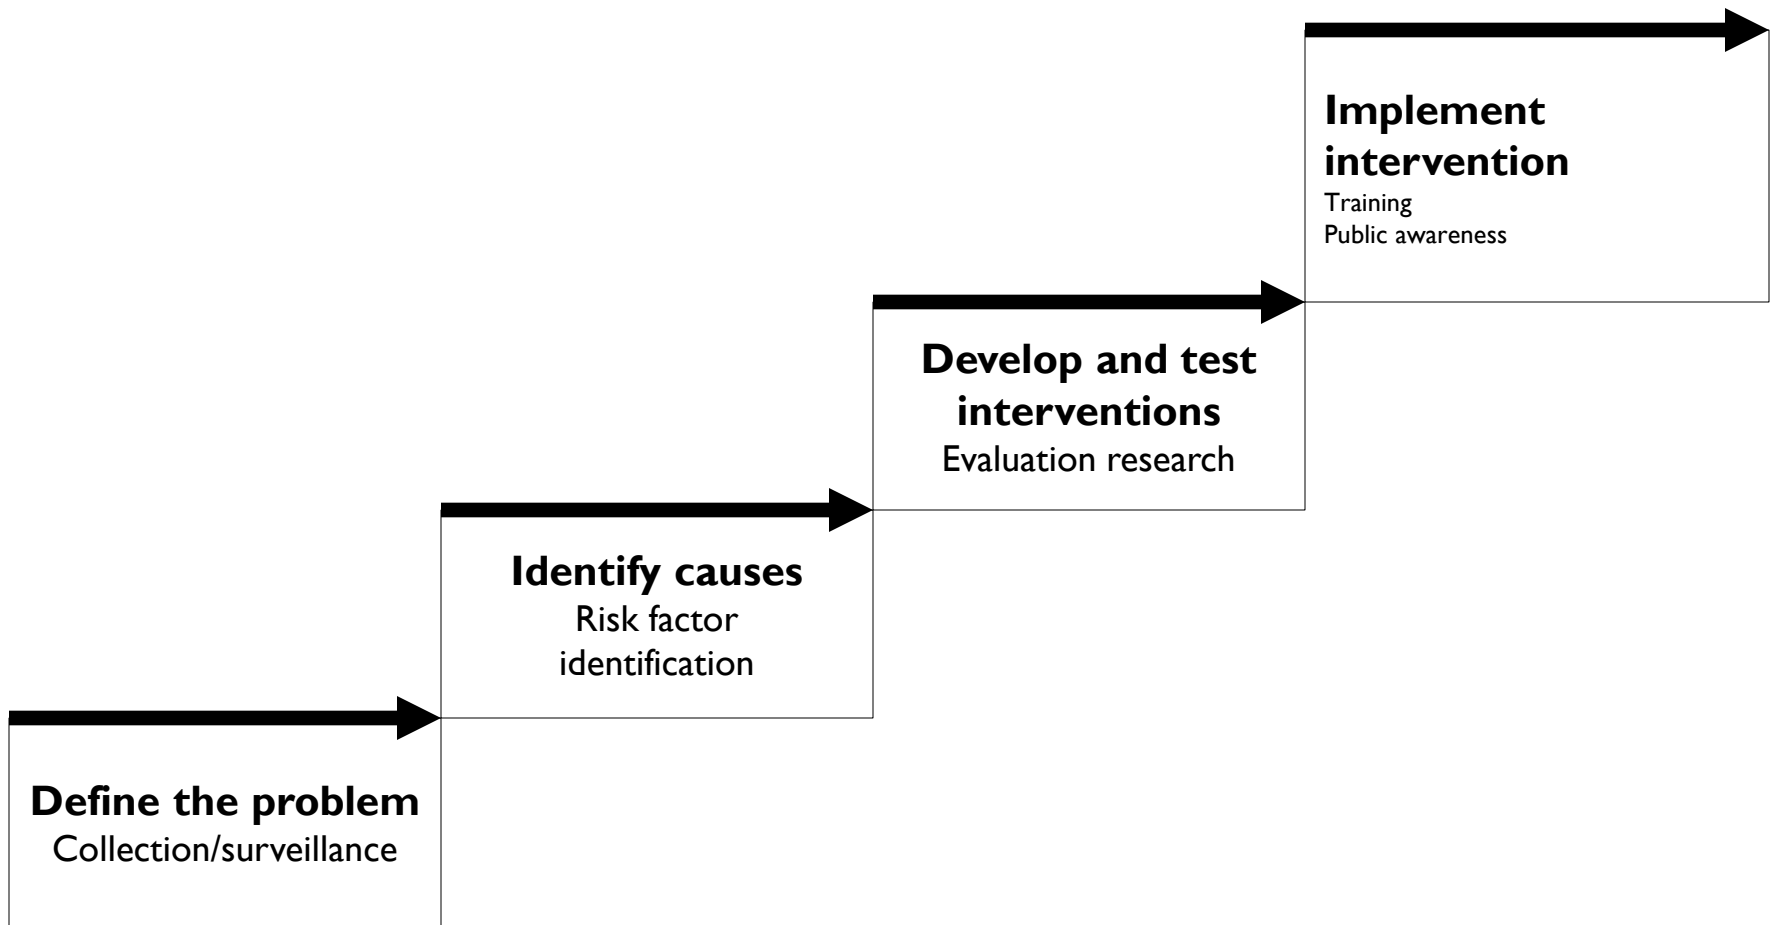 Implement
intervention
Training
Public awareness
Develop and test
interventions
Evaluation research
Identify causes
Risk factor
identification
Define the problem
Collection/surveillance